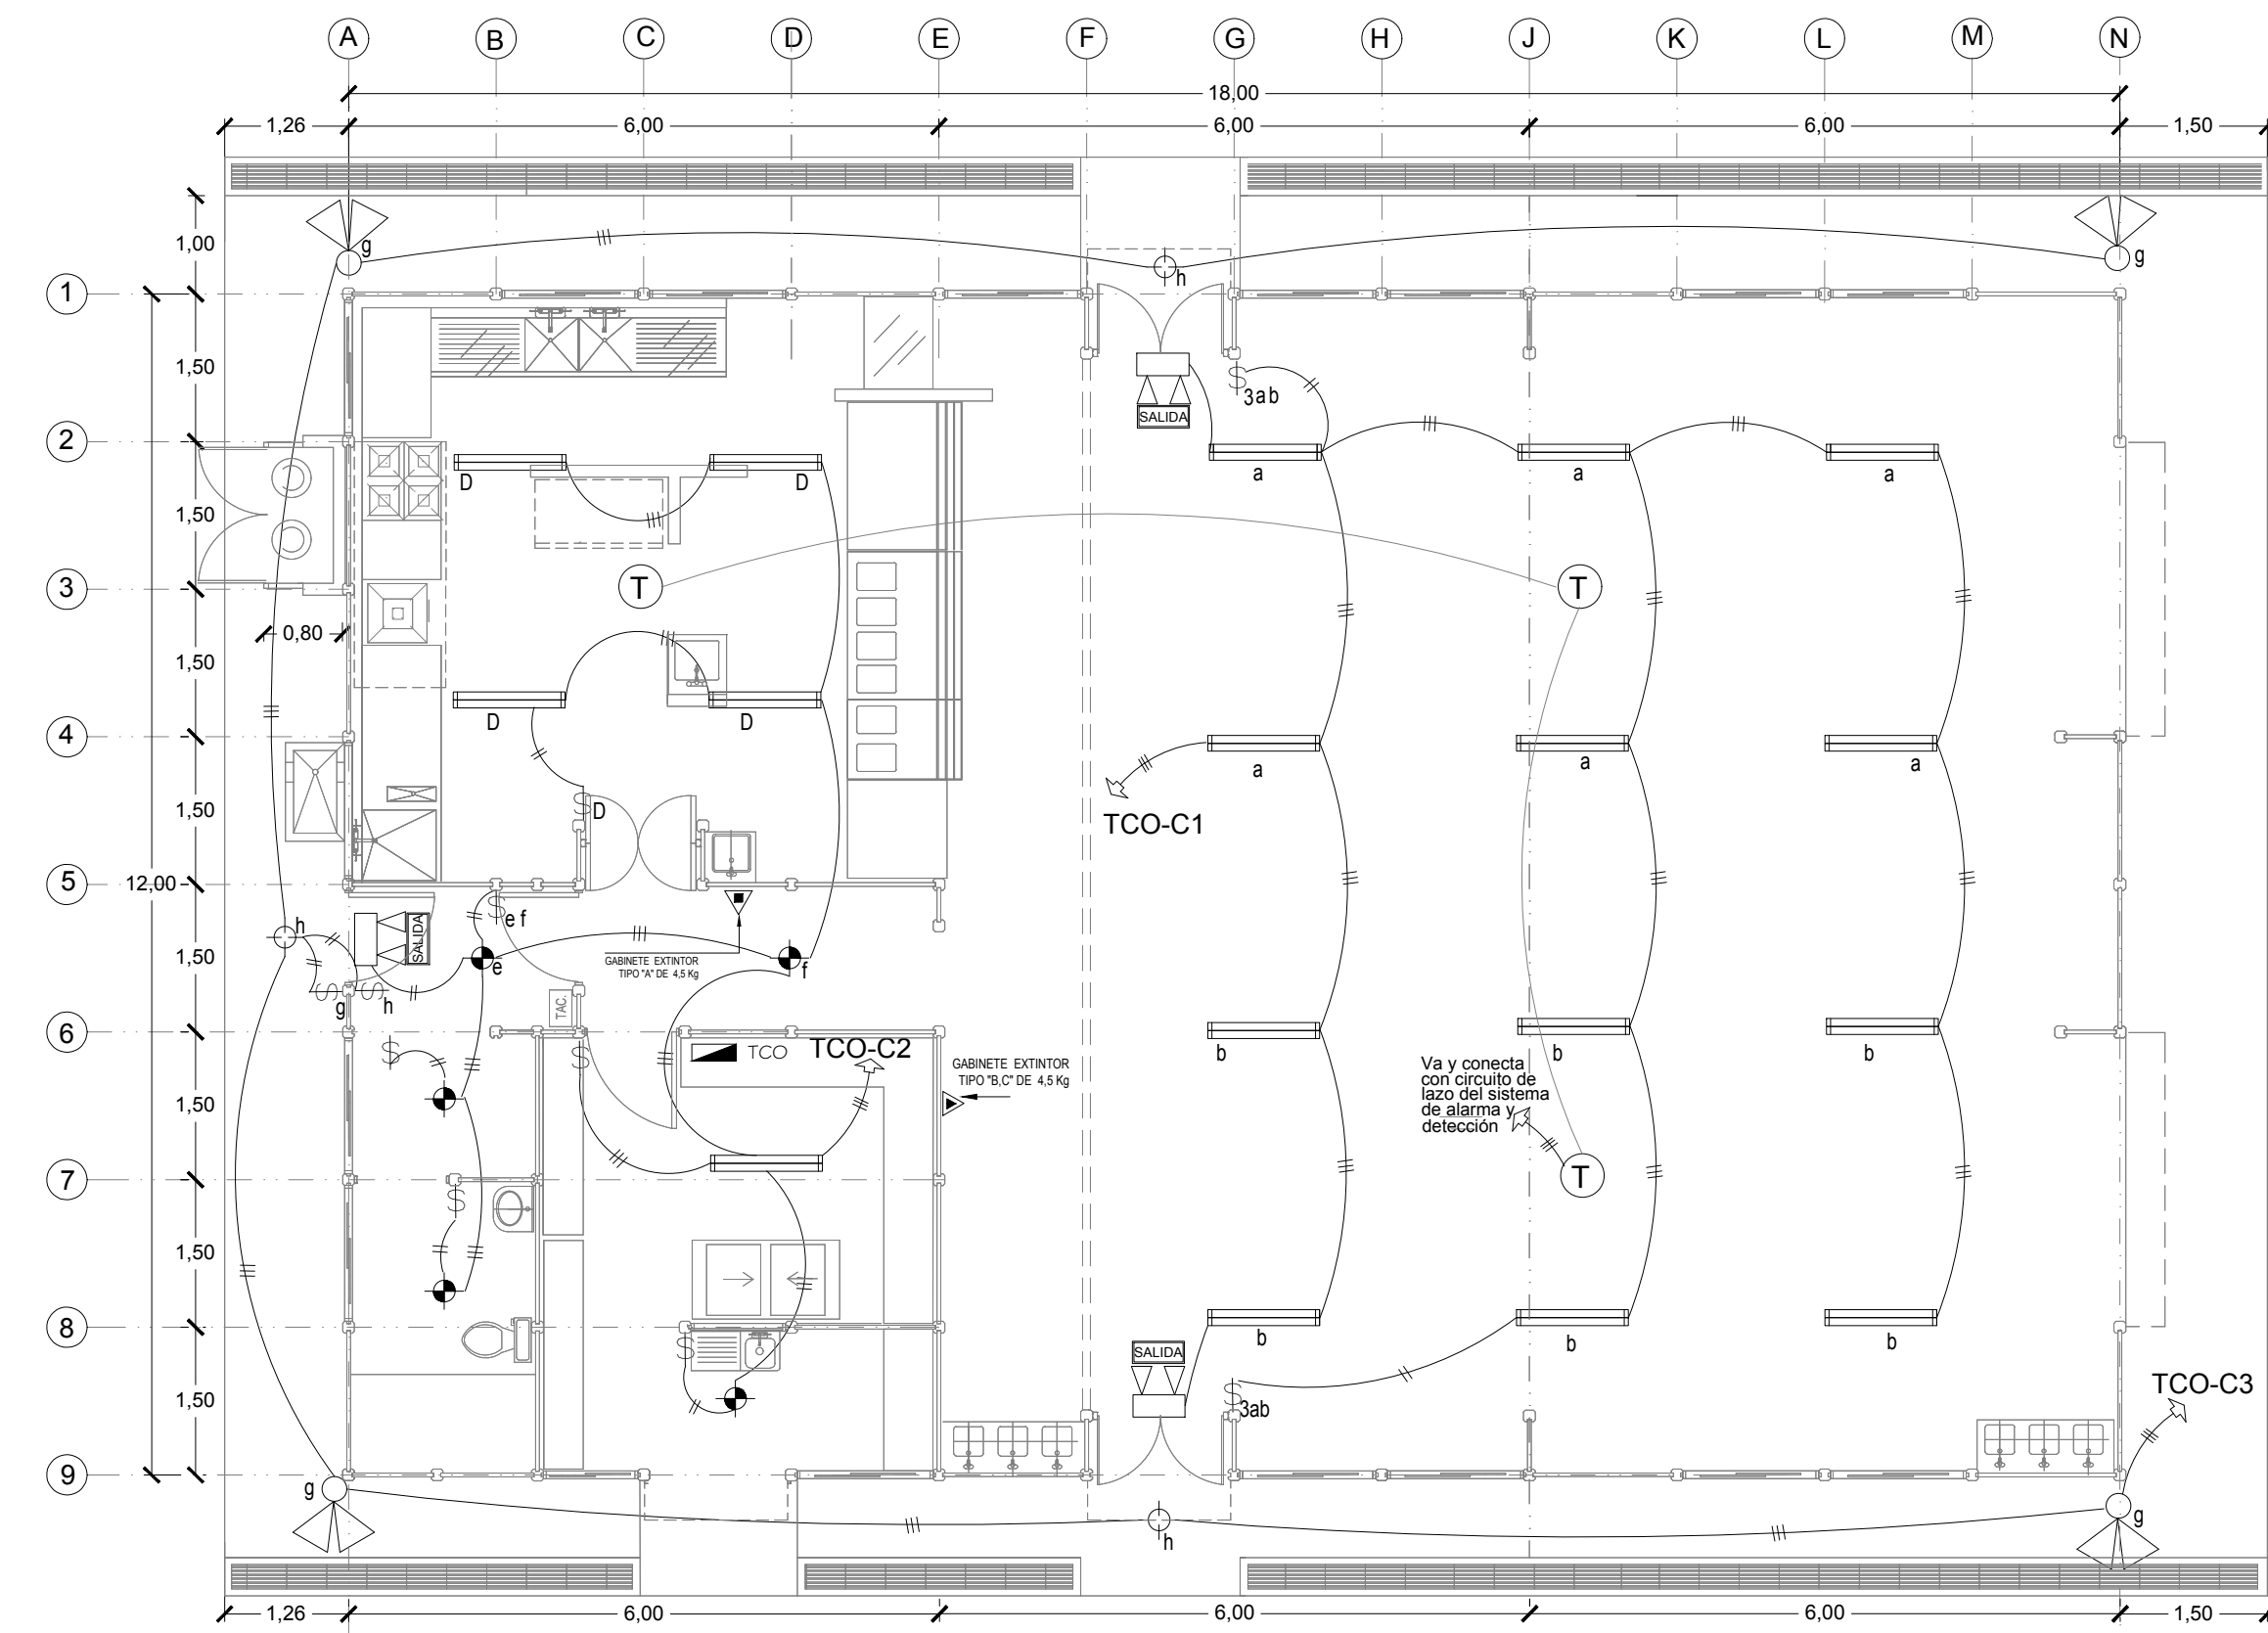 A B C D E F G H J K L M N
18,00
1,26 6,00 6,00 6,00 1,50
1,00
g
h
g
1
1,50
SALIDA
S 3ab
2
D D
a a a
1,50
3
T T
0,80
1,50
D D
4
a a a
S D
TCO-C1
1,50
5
12,00
S e f
h
SALIDA
e
f
GABINETE EXTINTOR
TIPO "A" DE 4,5 Kg
1,50
S g S h
TAC.
6
S
S
TCO
TCO-C2
b b b
GABINETE EXTINTOR
TIPO "B,C" DE 4,5 Kg
Va y conecta
con circuito de
lazo del sistema
de alarma y
detección
1,50
7
T
S
1,50
8
S
SALIDA
b b b
1,50
S 3ab
TCO-C3
9
g
h
g
1,26 6,00 6,00 6,00 1,50